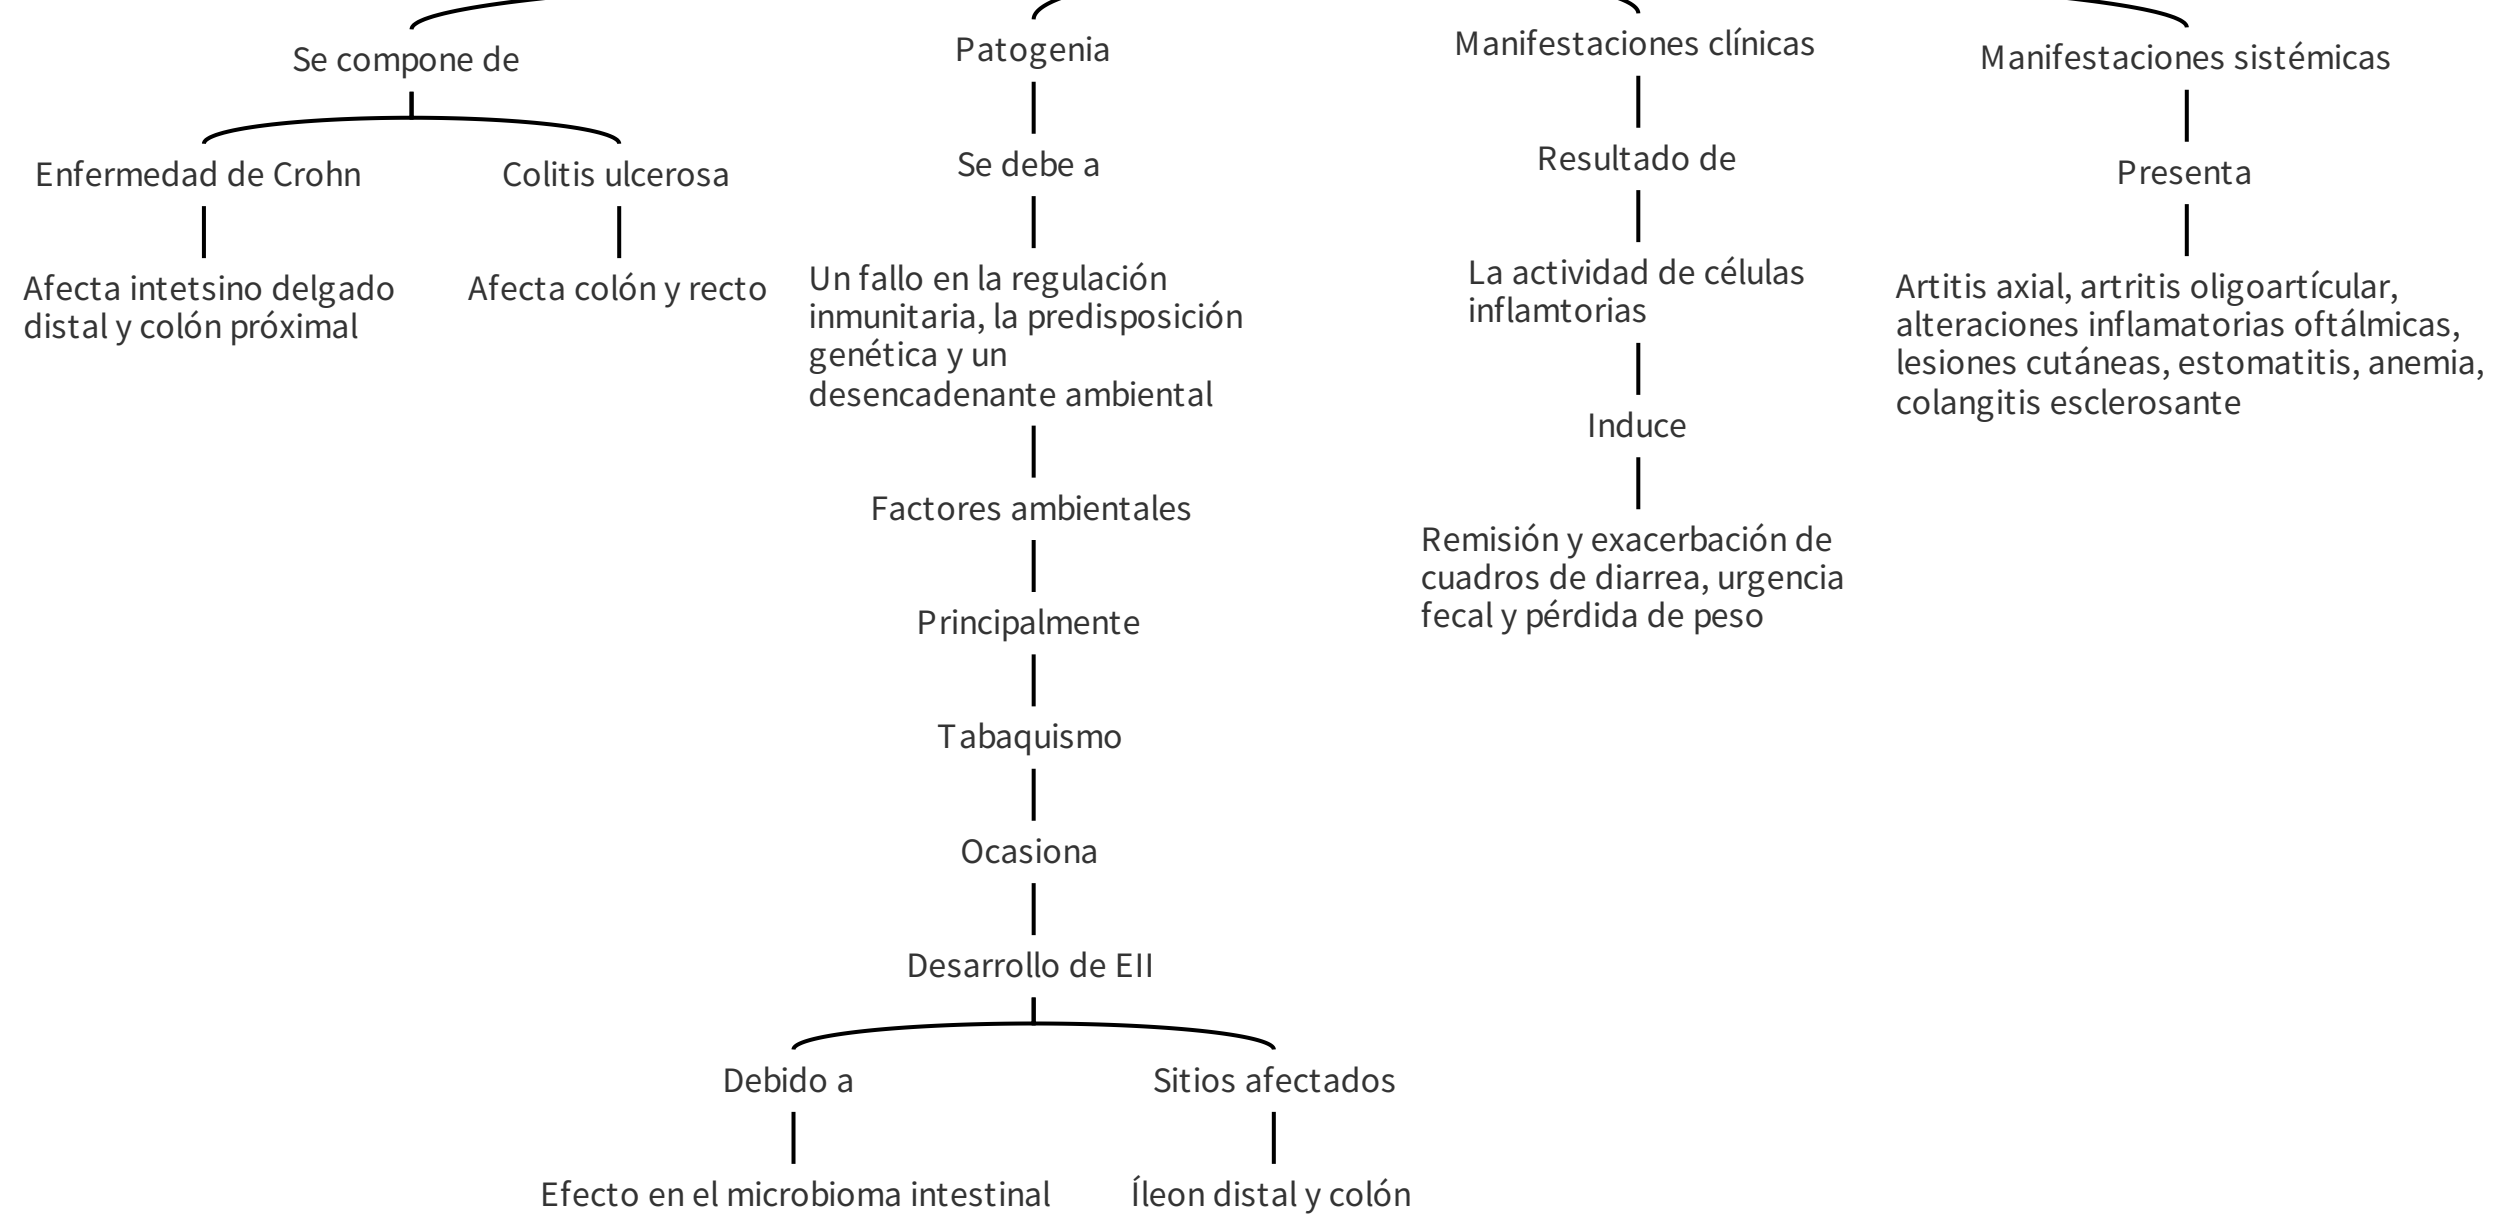 Se compone de
Enfermedad de Crohn
Afecta intetsino delgado
distal y colón próximal
Colitis ulcerosa
Afecta colón y recto
Patogenia
Se debe a
Un fallo en la regulación
inmunitaria, la predisposición
genética y un
desencadenante ambiental
Factores ambientales
Principalmente
Tabaquismo
Ocasiona
Desarrollo de EII
Debido a
Efecto en el microbioma intestinal
Sitios afectados
Íleon distal y colón
Manifestaciones clínicas
Resultado de
La actividad de células
inflamtorias
Induce
Remisión y exacerbación de
cuadros de diarrea, urgencia
fecal y pérdida de peso
Manifestaciones sistémicas
Presenta
Artitis axial, artritis oligoartícular,
alteraciones inflamatorias oftálmicas,
lesiones cutáneas, estomatitis, anemia,
colangitis esclerosante